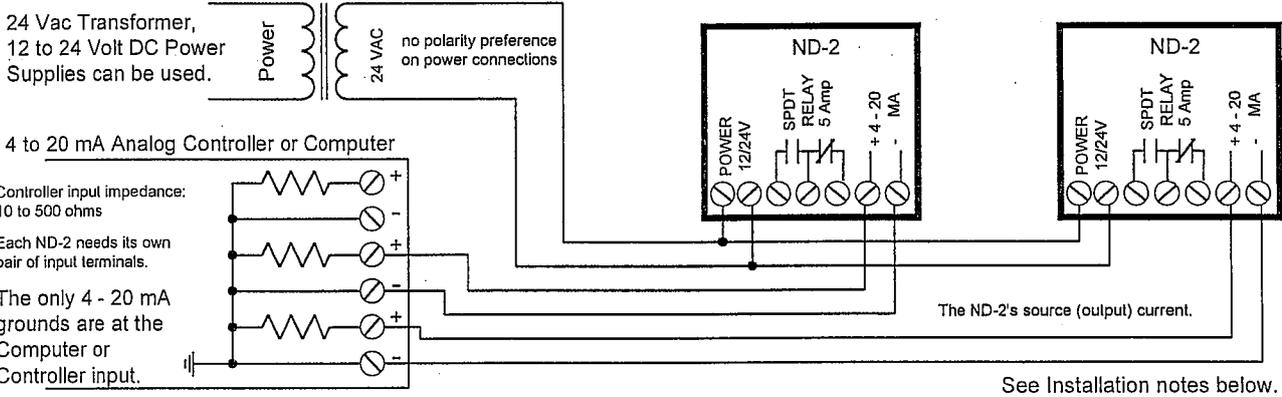 24 Vac Transformer,
12 to 24 Volt DC Power
Supplies can be used.
Power
24 VAC
no polarity preference
on power connections
4 to 20 mA Analog Controller or Computer
Controller input impedance:
10 to 500 ohms
Each ND-2 needs its own
pair of input terminals.
The only 4 - 20 mA
grounds are at the
Computer or
Controller input.
+
-
+
-
+
-
ND-2
POWER
12/24V
SPDT
RELAY
5 Amp
+ 4 - 20
- MA
ND-2
POWER
12/24V
SPDT
RELAY
5 Amp
+ 4 - 20
- MA
The ND-2's source (output) current.
See Installation notes below.